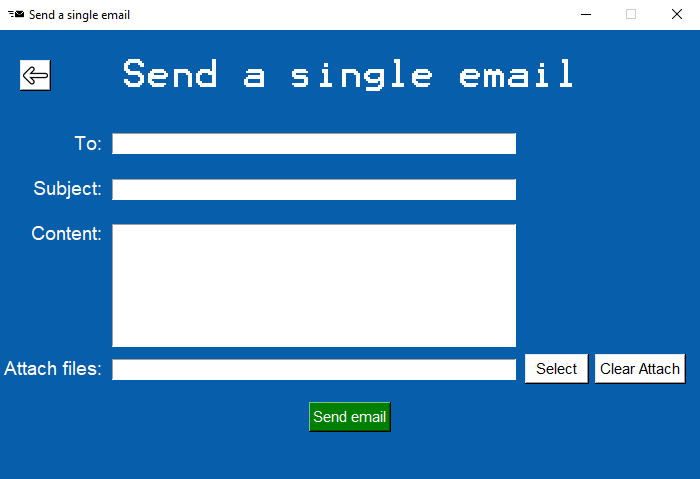 Send a single email
Send a single email
To:
Subject:
Content:
Attach files:
Select
Clear Attach
Send email